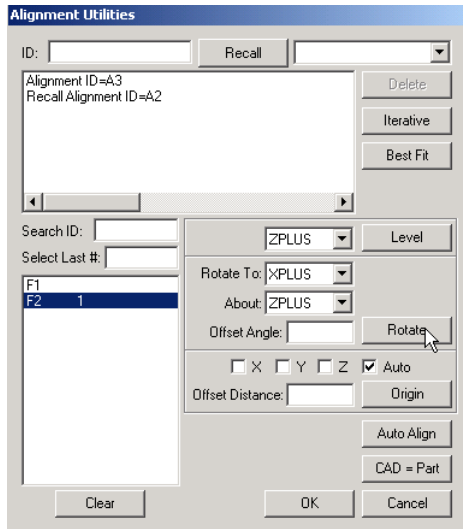 Alignment Utilities
ID: Recall
Alignment ID=A3
Recall Alignment ID=A2
Delete
Iterative
Best Fit
Search ID:
Select Last #:
F1
F2 1
ZPLUS Level
Rotate To: XPLUS
About: ZPLUS
Offset Angle: Rotate
X Y Z Auto
Offset Distance: Origin
Auto Align
CAD = Part
Clear OK Cancel